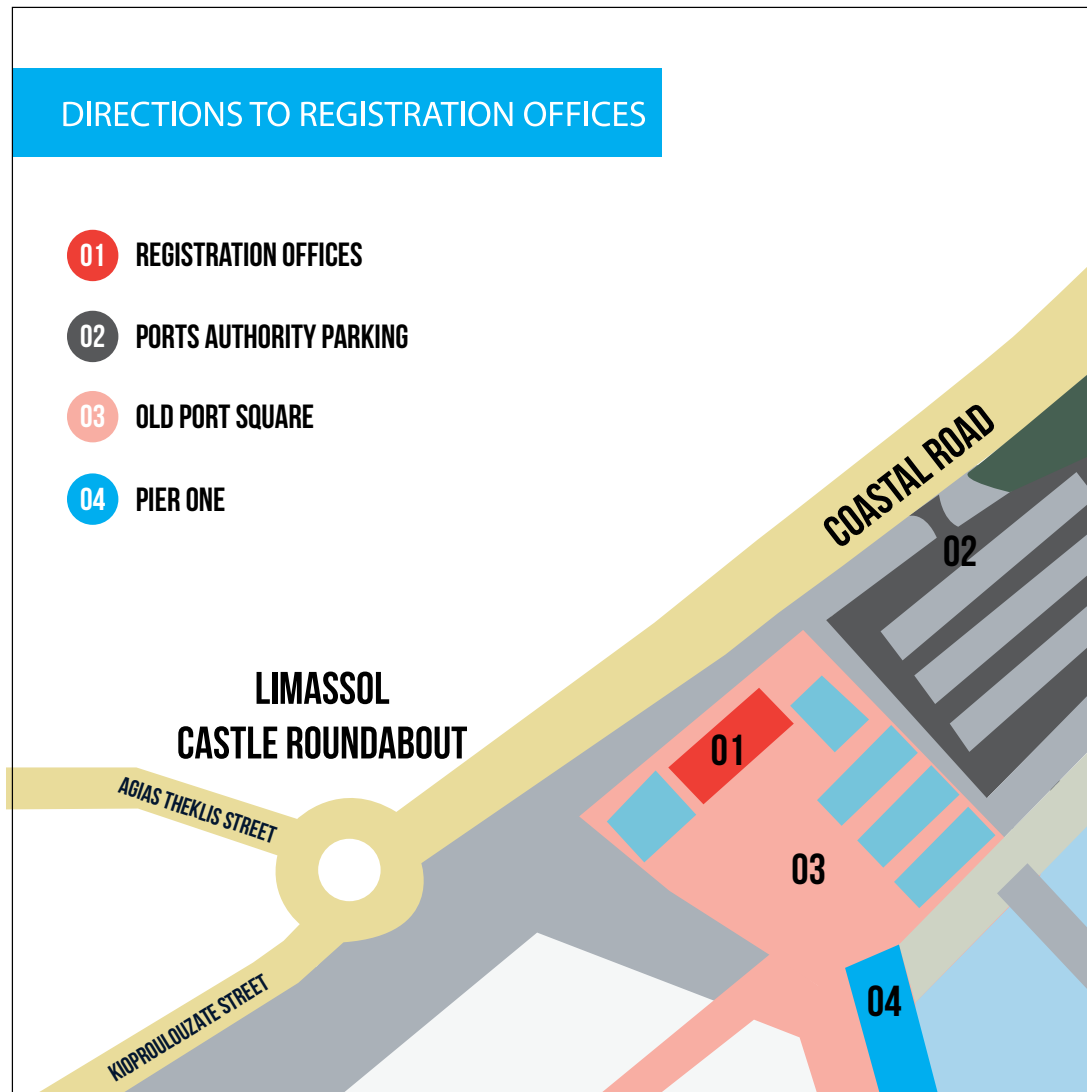 DIRECTIONS TO REGISTRATION OFFICES
01 REGISTRATION OFFICES
02 PORTS AUTHORITY PARKING
03 OLD PORT SQUARE
04 PIER ONE
COASTAL ROAD
02
LIMASSOL
CASTLE ROUNDABOUT
01
AGIAS THEKLIS STREET
03
KIOPROULOUZATE STREET
04